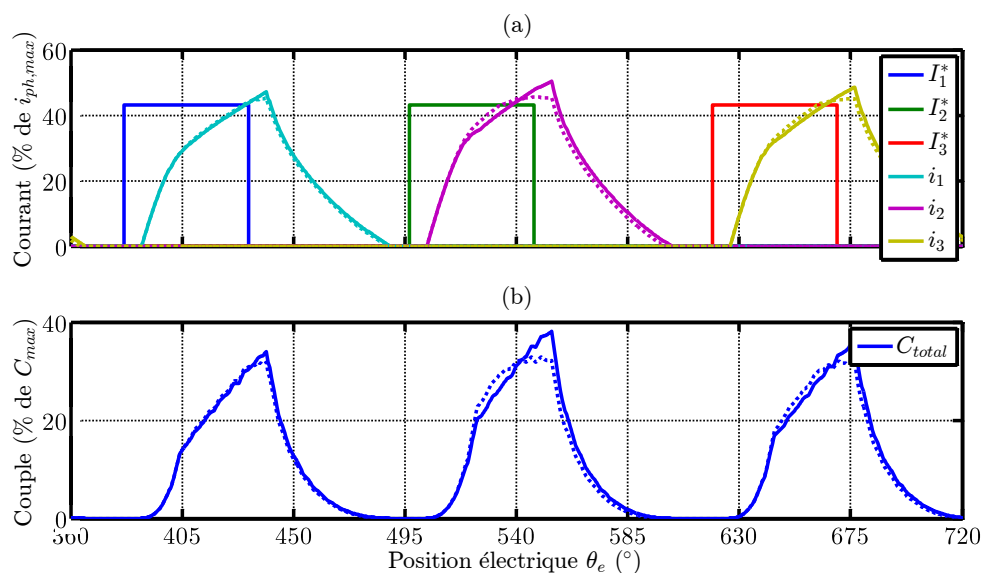 (a)
Courant (% de i_{ph,max})
60
40
20
0
I_1^*
I_2^*
I_3^*
i_1
i_2
i_3
(b)
Couple (% de C_{max})
40
20
0
C_{total}
360 405 450 495 540 585 630 675 720
Position électrique θ_e (°)